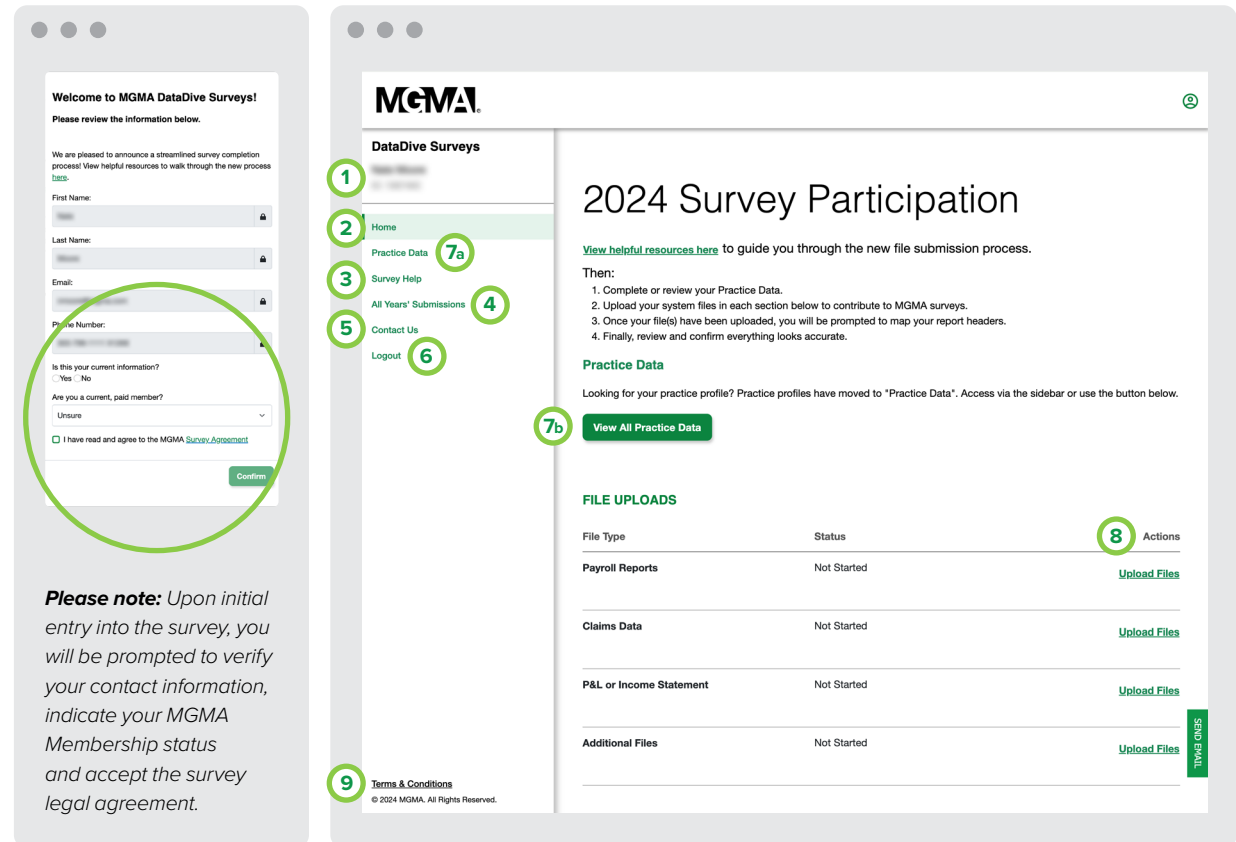 Welcome to MGMA DataDive Surveys!
Please review the information below.
We are pleased to announce a streamlined survey completion
process! View helpful resources to walk through the new process
here.
First Name:
Last Name:
Email:
Phone Number:
Is this your current information?
Yes No
Are you a current, paid member?
Unsure
I have read and agree to the MGMA Survey Agreement
Confirm
Please note: Upon initial
entry into the survey, you
will be prompted to verify
your contact information,
indicate your MGMA
Membership status
and accept the survey
legal agreement.
MGMA.
DataDive Surveys
1
2 Home
Practice Data 7a
3 Survey Help
All Years' Submissions 4
5 Contact Us
Logout 6
9 Terms & Conditions
© 2024 MGMA. All Rights Reserved.
2024 Survey Participation
View helpful resources here to guide you through the new file submission process.
Then:
1. Complete or review your Practice Data.
2. Upload your system files in each section below to contribute to MGMA surveys.
3. Once your file(s) have been uploaded, you will be prompted to map your report headers.
4. Finally, review and confirm everything looks accurate.
Practice Data
Looking for your practice profile? Practice profiles have moved to "Practice Data". Access via the sidebar or use the button below.
7b View All Practice Data
FILE UPLOADS
File Type Status 8 Actions
Payroll Reports Not Started Upload Files
Claims Data Not Started Upload Files
P&L or Income Statement Not Started Upload Files
Additional Files Not Started Upload Files
SEND EMAIL